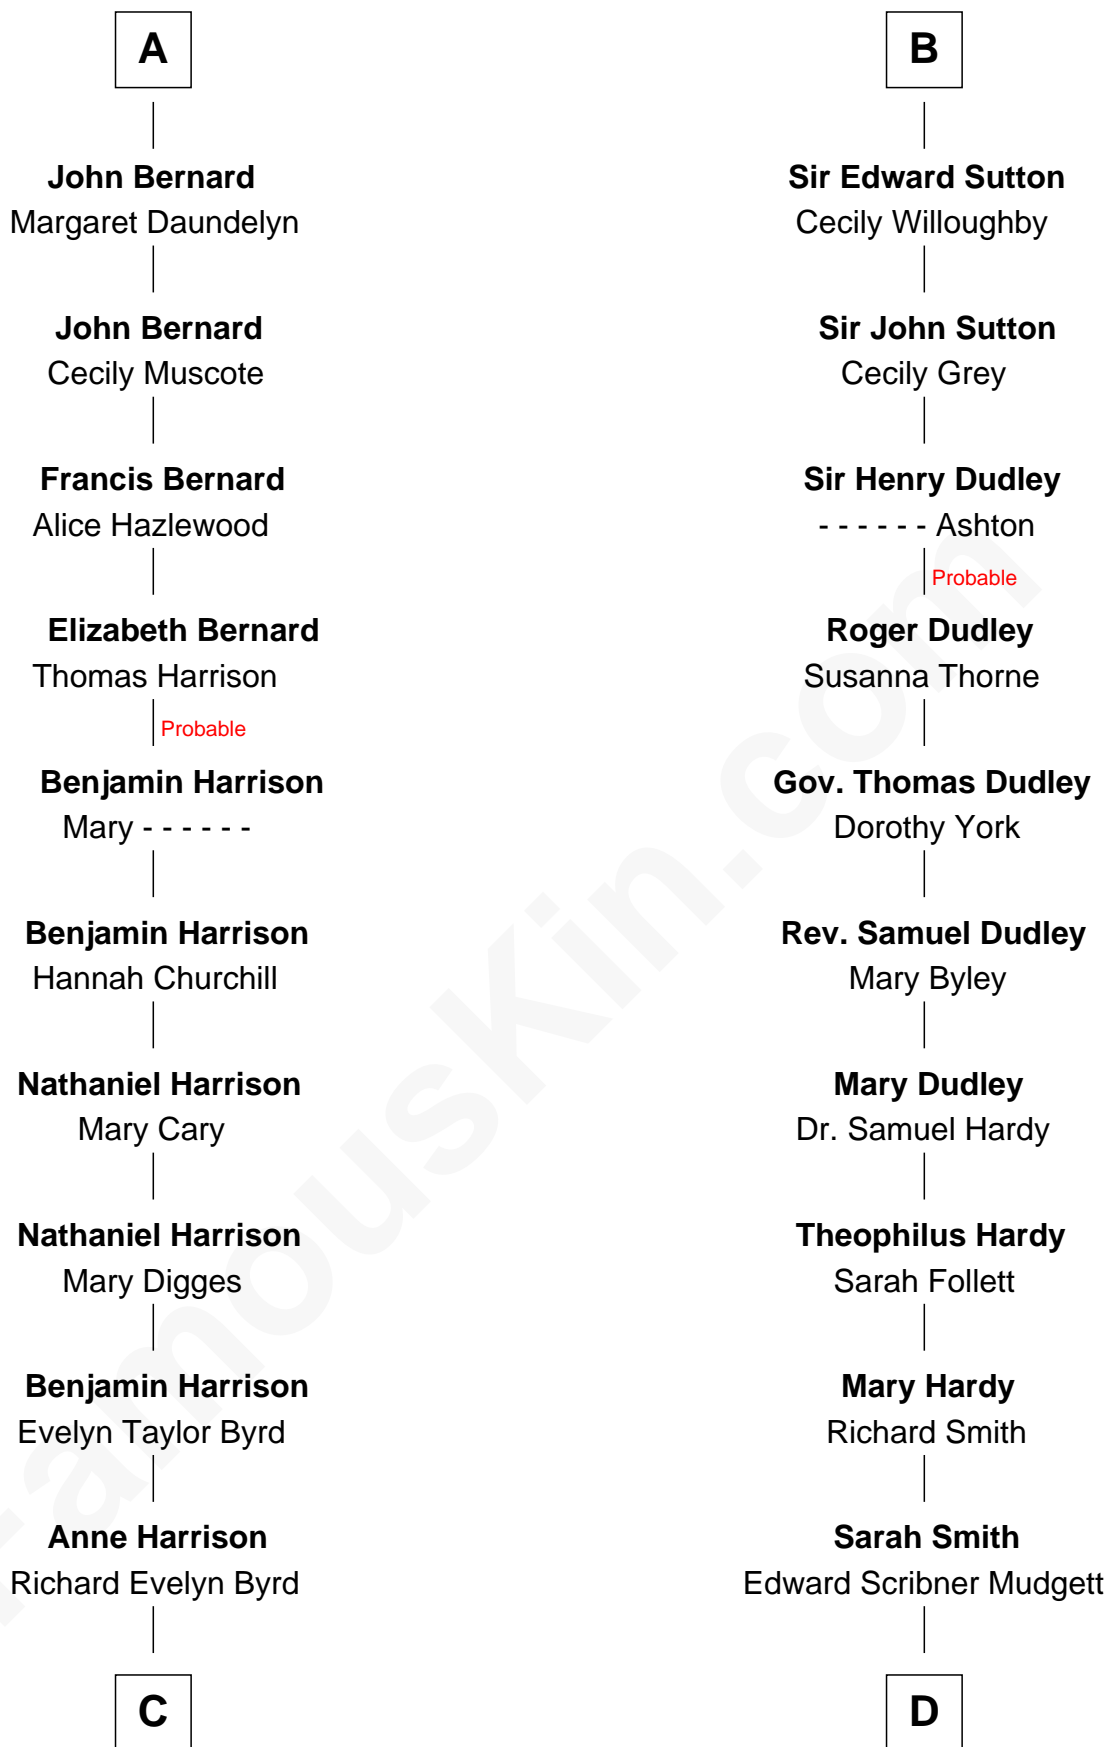 A
John Bernard
Margaret Daundelyn
John Bernard
Cecily Muscote
Francis Bernard
Alice Hazlewood
Elizabeth Bernard
Thomas Harrison
Probable
Benjamin Harrison
Mary - - - - - -
Benjamin Harrison
Hannah Churchill
Nathaniel Harrison
Mary Cary
Nathaniel Harrison
Mary Digges
Benjamin Harrison
Evelyn Taylor Byrd
Anne Harrison
Richard Evelyn Byrd
C
B
Sir Edward Sutton
Cecily Willoughby
Sir John Sutton
Cecily Grey
Sir Henry Dudley
- - - - - - Ashton
Probable
Roger Dudley
Susanna Thorne
Gov. Thomas Dudley
Dorothy York
Rev. Samuel Dudley
Mary Byley
Mary Dudley
Dr. Samuel Hardy
Theophilus Hardy
Sarah Follett
Mary Hardy
Richard Smith
Sarah Smith
Edward Scribner Mudgett
D
FamousKin.com